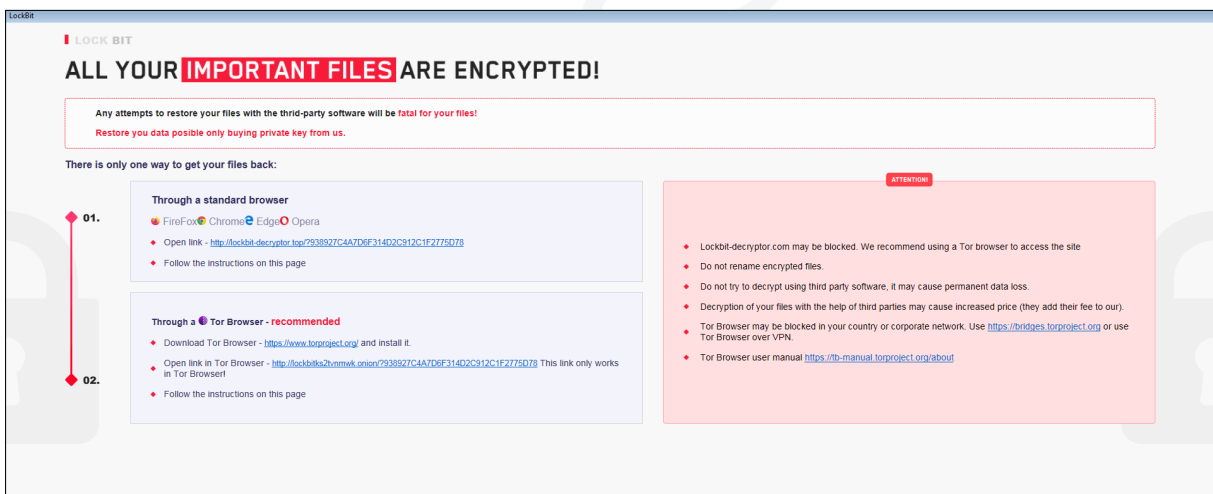 LockBit
LOCK BIT
ALL YOUR IMPORTANT FILES ARE ENCRYPTED!
Any attempts to restore your files with the thrid-party software will be fatal for your files!
Restore you data posible only buying private key from us.
There is only one way to get your files back:
01.
Through a standard browser
FireFox Chrome Edge Opera
Open link - http://lockbit-decryptor.top/?938927C4A7D6F314D2C912C1F2775D78
Follow the instructions on this page
02.
Through a Tor Browser - recommended
Download Tor Browser - https://www.torproject.org/ and install it.
Open link in Tor Browser - http://lockbitks2tvnmwk.onion/?938927C4A7D6F314D2C912C1F2775D78 This link only works
in Tor Browser!
Follow the instructions on this page
ATTENTION!
Lockbit-decryptor.com may be blocked. We recommend using a Tor browser to access the site
Do not rename encrypted files.
Do not try to decrypt using third party software, it may cause permanent data loss.
Decryption of your files with the help of third parties may cause increased price (they add their fee to our).
Tor Browser may be blocked in your country or corporate network. Use https://bridges.torproject.org or use
Tor Browser over VPN.
Tor Browser user manual https://tb-manual.torproject.org/about